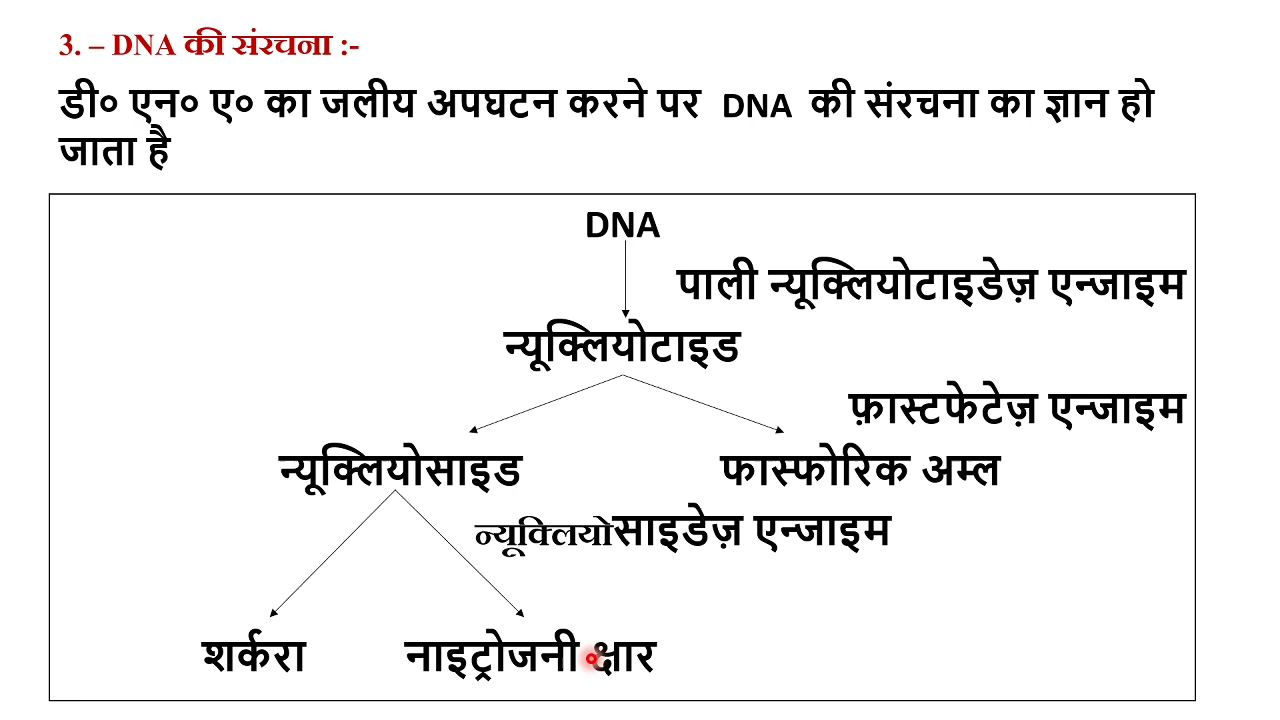 3. – DNA की संरचना :-
डी० एन० ए० का जलीय अपघटन करने पर DNA की संरचना का ज्ञान हो
जाता है
DNA
पाली न्यूक्लियोटाइडेज़ एन्जाइम
न्यूक्लियोटाइड
फ़ास्टफेटेज़ एन्जाइम
न्यूक्लियोसाइड फास्फोरिक अम्ल
न्यूक्लियोसाइडेज़ एन्जाइम
शर्करा नाइट्रोजनी क्षार